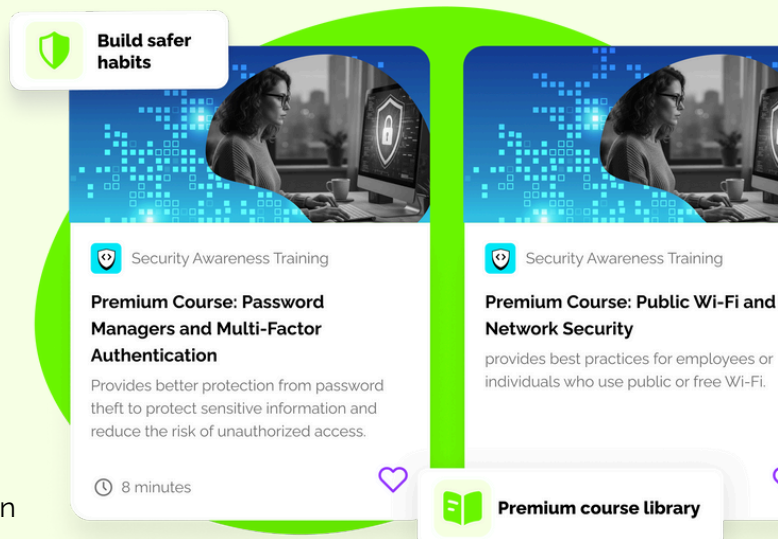 Build safer
habits
Security Awareness Training
Premium Course: Password
Managers and Multi-Factor
Authentication
Provides better protection from password
theft to protect sensitive information and
reduce the risk of unauthorized access.
8 minutes
Security Awareness Training
Premium Course: Public Wi-Fi and
Network Security
provides best practices for employees or
individuals who use public or free Wi-Fi.
Premium course library
n